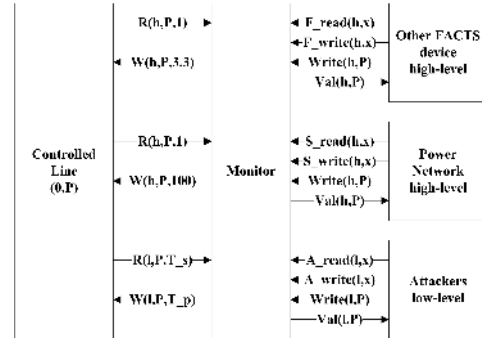 R(h,P,1)
W(h,P,3.3)
F_read(h,x)
F_write(h,x)
Write(h,P)
Val(h,P)
Other FACTS
device
high-level
Controlled
Line
(0,P)
R(h,P,1)
W(h,P,100)
Monitor
S_read(h,x)
S_write(h,x)
Write(h,P)
Val(h,P)
Power
Network
high-level
R(l,P,T_s)
W(l,P,T_p)
A_read(l,x)
A_write(l,x)
Write(l,P)
Val(l,P)
Attackers
low-level